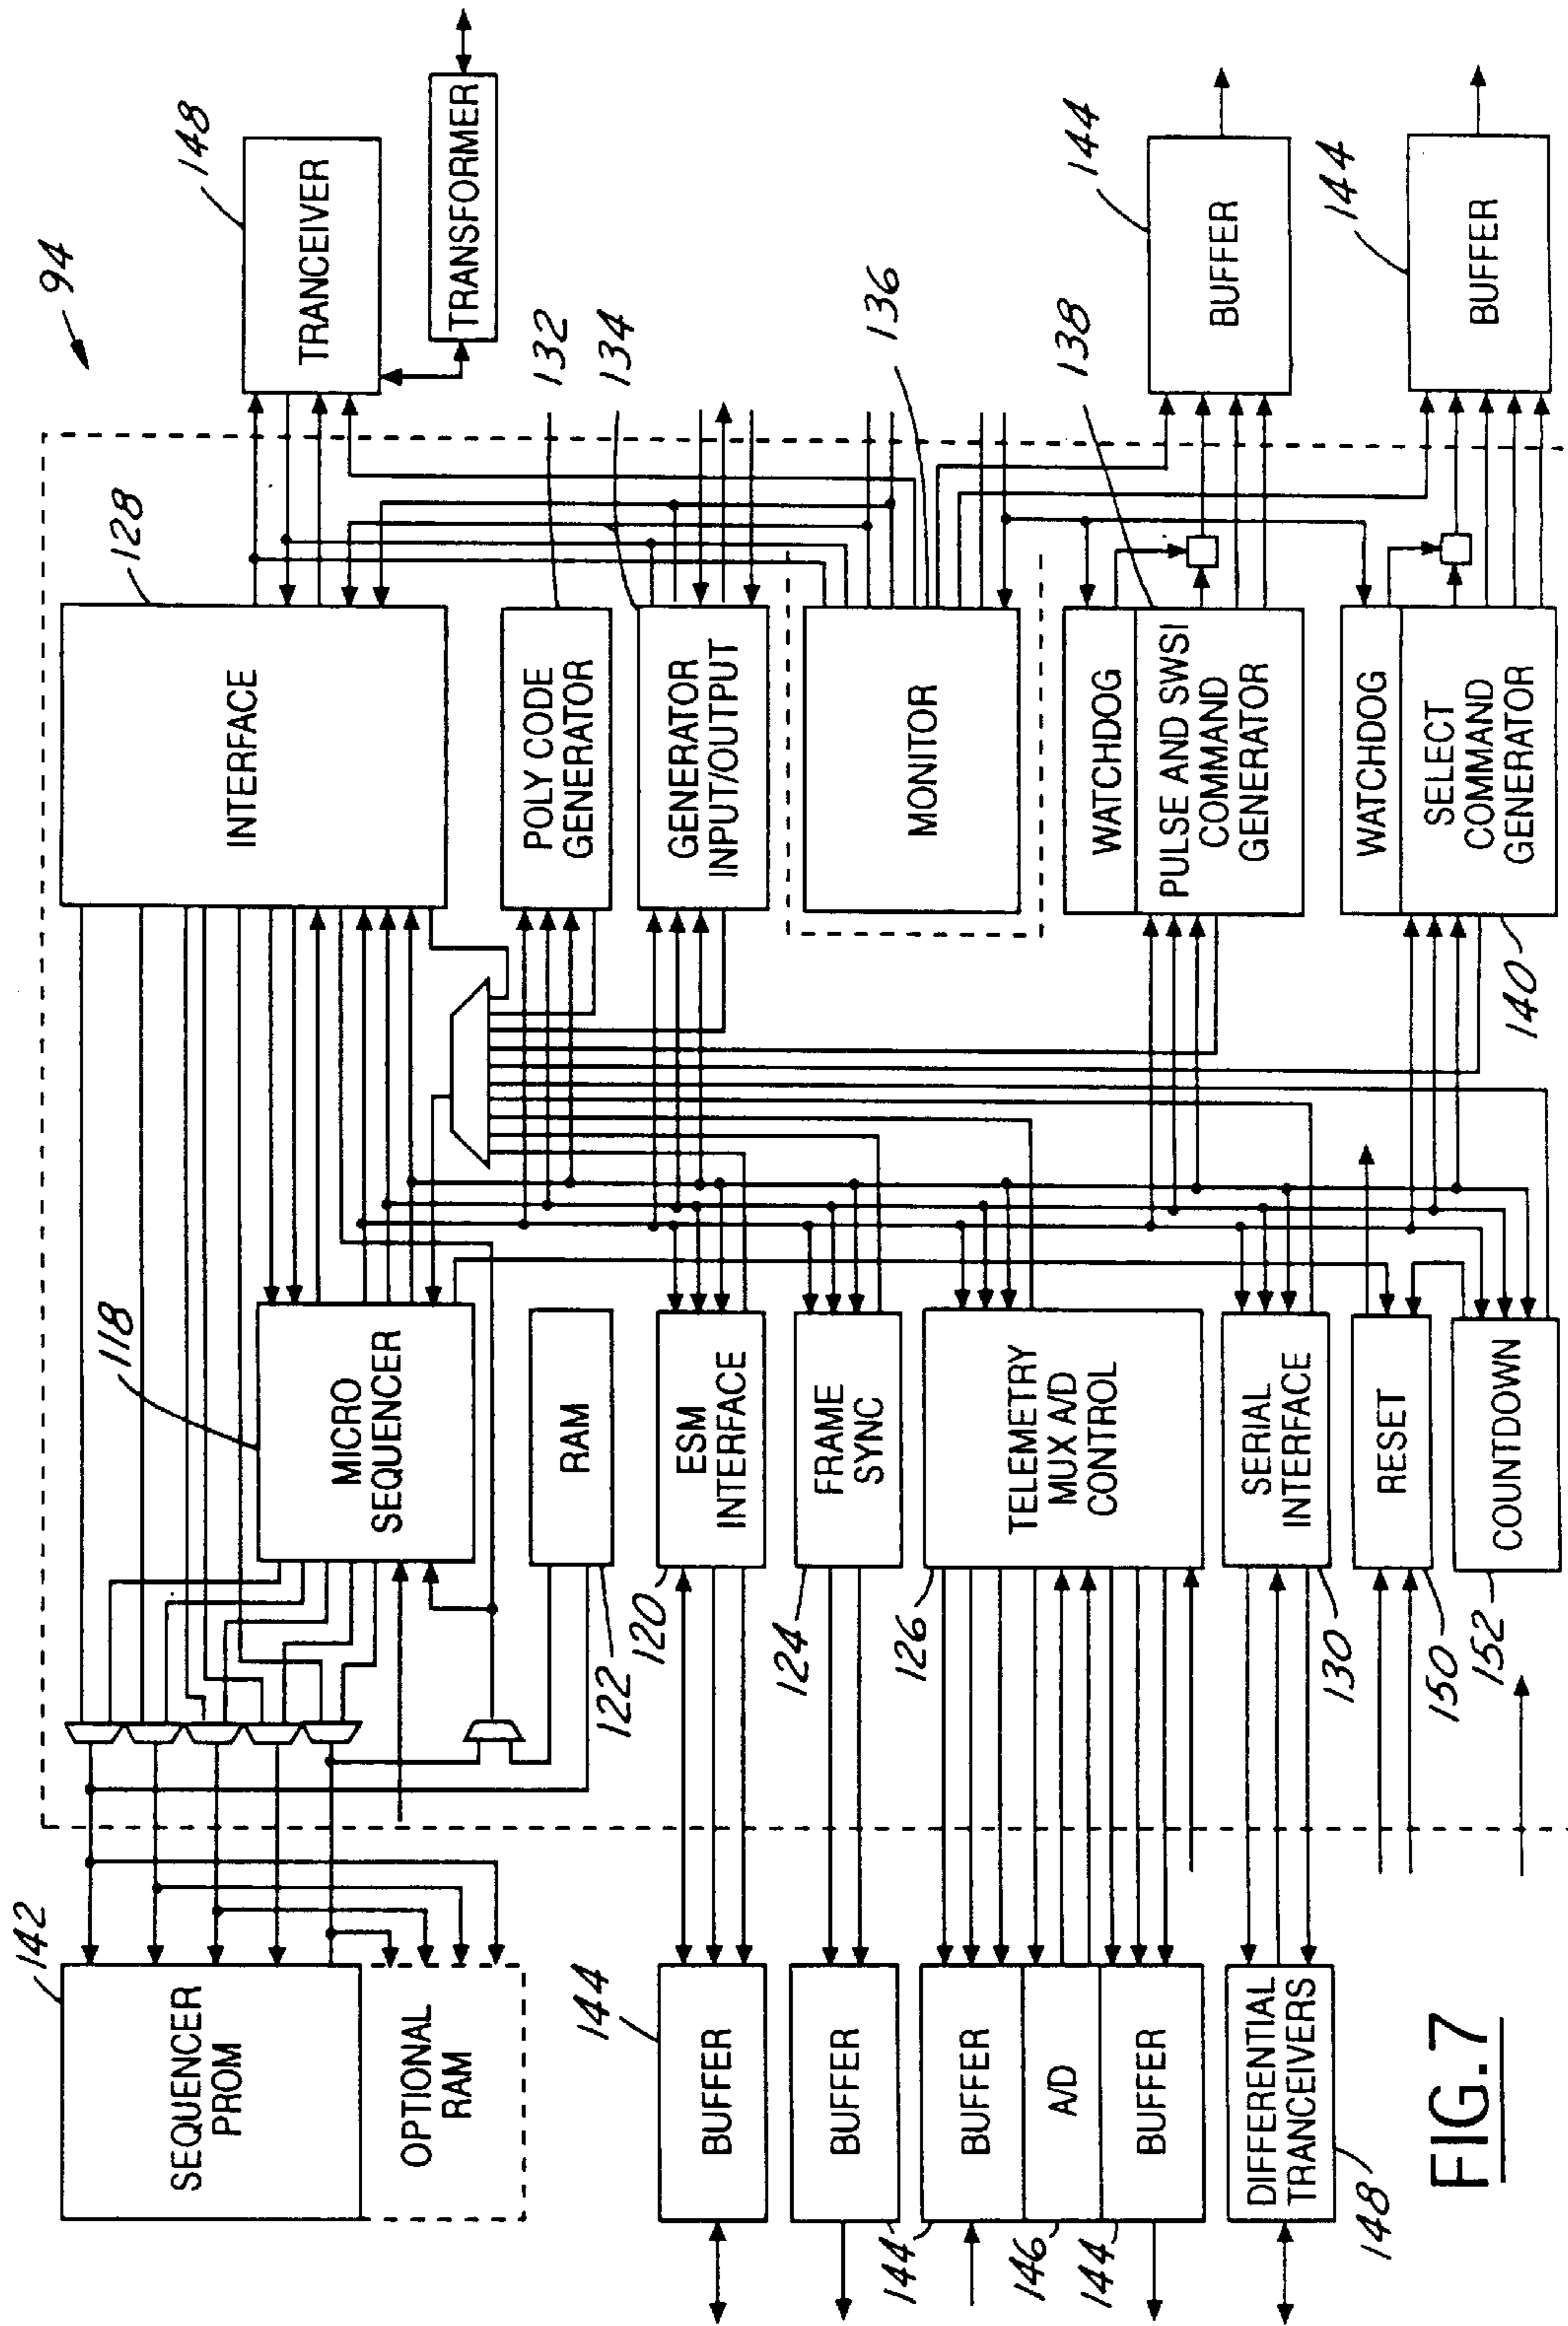 94
142
SEQUENCER
PROM
OPTIONAL
RAM
118
MICRO
SEQUENCER
128
INTERFACE
148
TRANCEIVER
TRANSFORMER
RAM
122
POLY CODE
GENERATOR
132
144
BUFFER
120
ESM
INTERFACE
GENERATOR
INPUT/OUTPUT
134
BUFFER
144
124
FRAME
SYNC
MONITOR
136
BUFFER
A/D
146
BUFFER
144
126
TELEMETRY
MUX A/D
CONTROL
WATCHDOG
PULSE AND SWSI
COMMAND
GENERATOR
138
BUFFER
144
DIFFERENTIAL
TRANCEIVERS
148
130
SERIAL
INTERFACE
RESET
150
COUNTDOWN
152
WATCHDOG
SELECT
COMMAND
GENERATOR
140
BUFFER
144
FIG.7